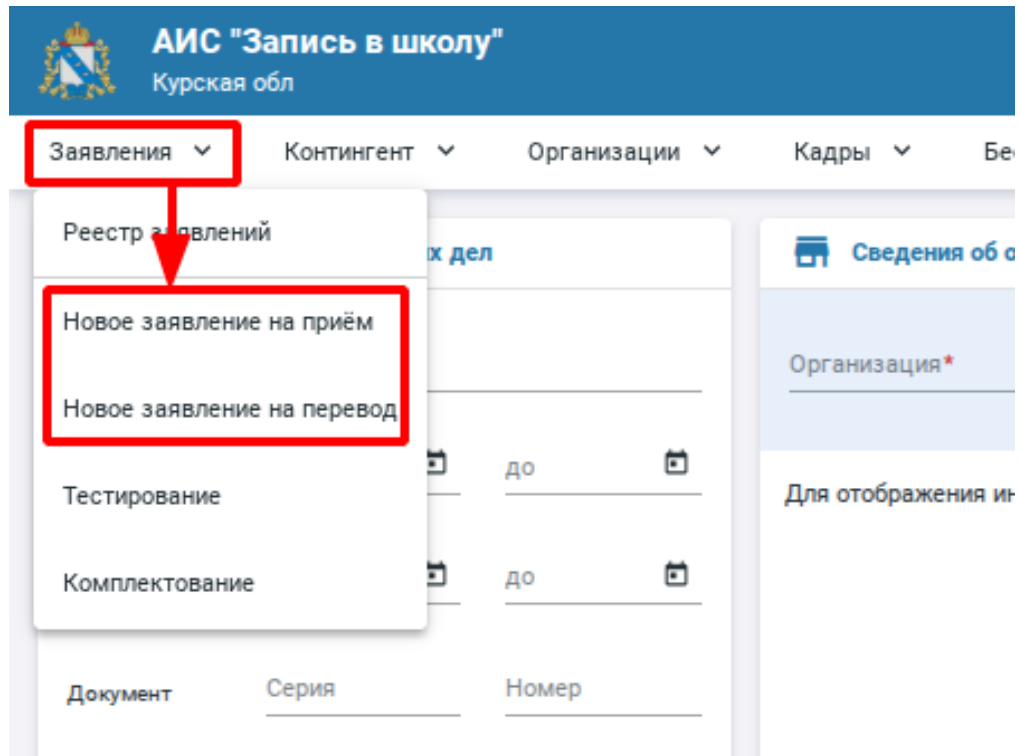 АИС "Запись в школу"
Курская обл
Заявления Контингент Организации Кадры
Реестр заявлений
дел
Сведения об
Новое заявление на приём
Организация*
Новое заявление на перевод
до
Для отображения
Тестирование
до
Комплектование
Документ Серия Номер